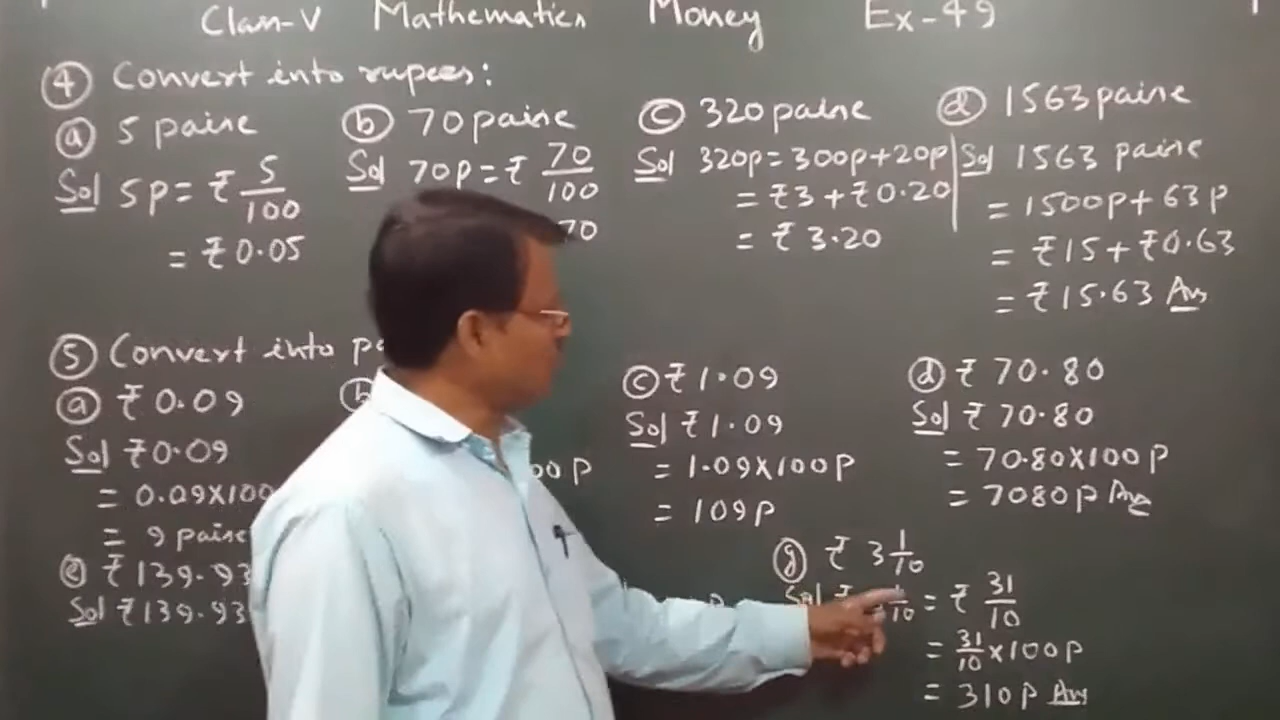 Class-V Mathematics Money Ex-49
④ Convert into rupees:
ⓐ 5 paise
Sol 5p = ₹ 5/100
= ₹0.05
ⓑ 70 paise
Sol 70p = ₹ 70/100
70
ⓒ 320 paise
Sol 320p = 300p + 20p
= ₹3 + ₹0.20
= ₹ 3.20
ⓓ 1563 paise
Sol 1563 paise
= 1500p + 63p
= ₹15 + ₹0.63
= ₹15.63 Ans
⑤ Convert into
ⓐ ₹0.09
Sol ₹0.09
= 0.09×100
= 9 paise
ⓑ
00 P
ⓒ ₹1.09
Sol ₹1.09
= 1.09×100P
= 109P
ⓓ ₹ 70.80
Sol ₹ 70.80
= 70.80×100P
= 7080P Ans
ⓔ ₹139.93
Sol ₹139.93
ⓖ ₹ 3 1/10
Sol ₹ 1/10 = ₹ 31/10
= 31/10 × 100P
= 310P Ans